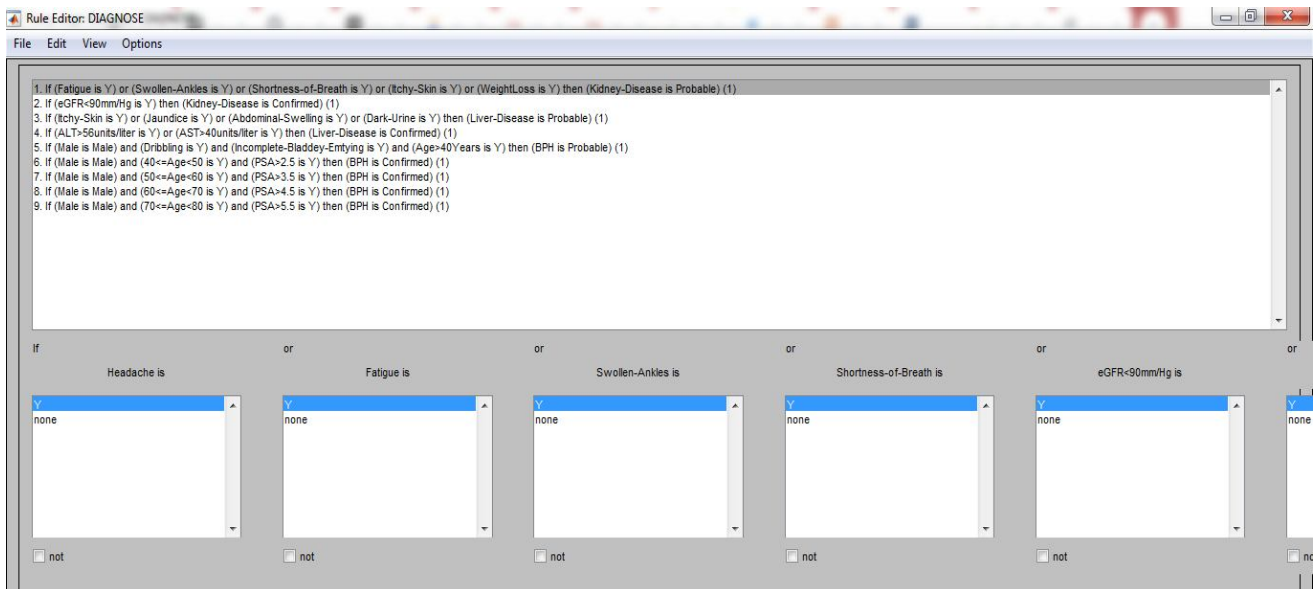 Rule Editor: DIAGNOSE
File Edit View Options
1. If (Fatigue is Y) or (Swollen-Ankles is Y) or (Shortness-of-Breath is Y) or (Itchy-Skin is Y) or (WeightLoss is Y) then (Kidney-Disease is Probable) (1)
2. If (eGFR<90mm/Hg is Y) then (Kidney-Disease is Confirmed) (1)
3. If (Itchy-Skin is Y) or (Jaundice is Y) or (Abdominal-Swelling is Y) or (Dark-Urine is Y) then (Liver-Disease is Probable) (1)
4. If (ALT>56units/liter is Y) or (AST>40units/liter is Y) then (Liver-Disease is Confirmed) (1)
5. If (Male is Male) and (Dribbling is Y) and (Incomplete-Bladdey-Emtying is Y) and (Age>40Years is Y) then (BPH is Probable) (1)
6. If (Male is Male) and (40<=Age<50 is Y) and (PSA>2.5 is Y) then (BPH is Confirmed) (1)
7. If (Male is Male) and (50<=Age<60 is Y) and (PSA>3.5 is Y) then (BPH is Confirmed) (1)
8. If (Male is Male) and (60<=Age<70 is Y) and (PSA>4.5 is Y) then (BPH is Confirmed) (1)
9. If (Male is Male) and (70<=Age<80 is Y) and (PSA>5.5 is Y) then (BPH is Confirmed) (1)
If or or or or or
Headache is Fatigue is Swollen-Ankles is Shortness-of-Breath is eGFR<90mm/Hg is
Y Y Y Y Y Y
none none none none none none
not not not not not